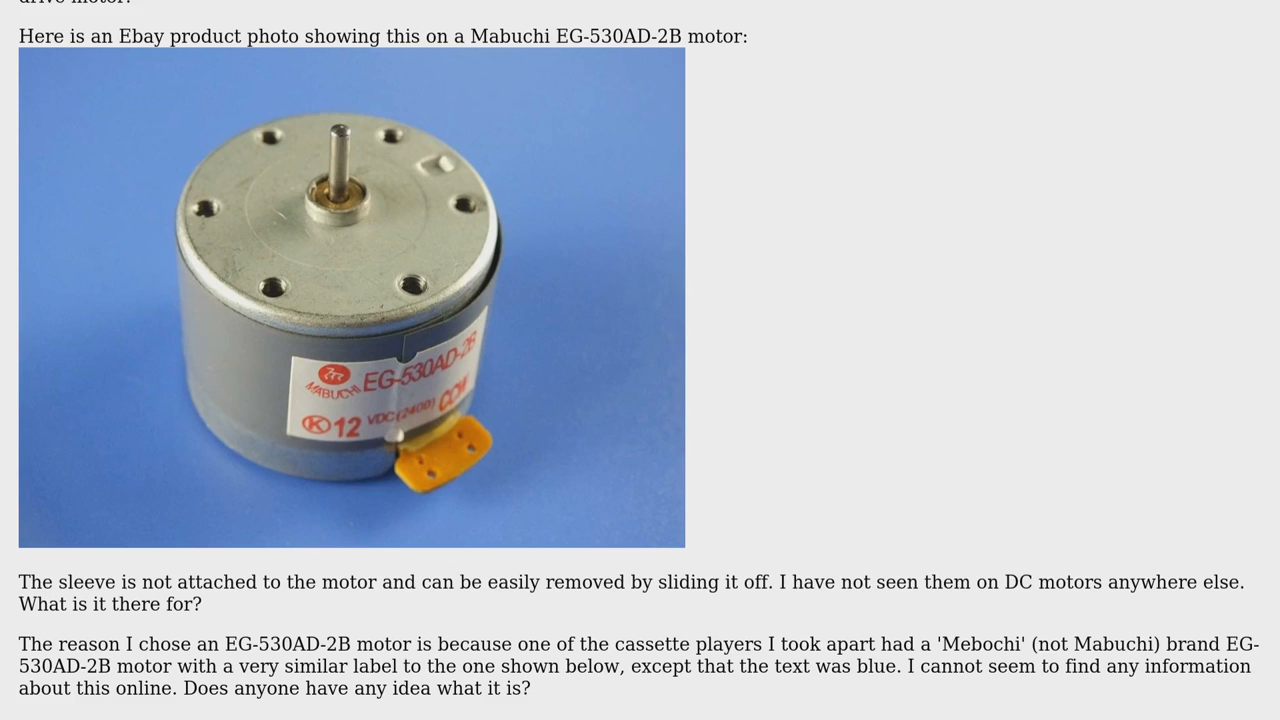 drive motor?
Here is an Ebay product photo showing this on a Mabuchi EG-530AD-2B motor:
MABUCHI EG-530AD-2B
K 12 VDC (2400) CCW
The sleeve is not attached to the motor and can be easily removed by sliding it off. I have not seen them on DC motors anywhere else.
What is it there for?
The reason I chose an EG-530AD-2B motor is because one of the cassette players I took apart had a 'Mebochi' (not Mabuchi) brand EG-
530AD-2B motor with a very similar label to the one shown below, except that the text was blue. I cannot seem to find any information
about this online. Does anyone have any idea what it is?